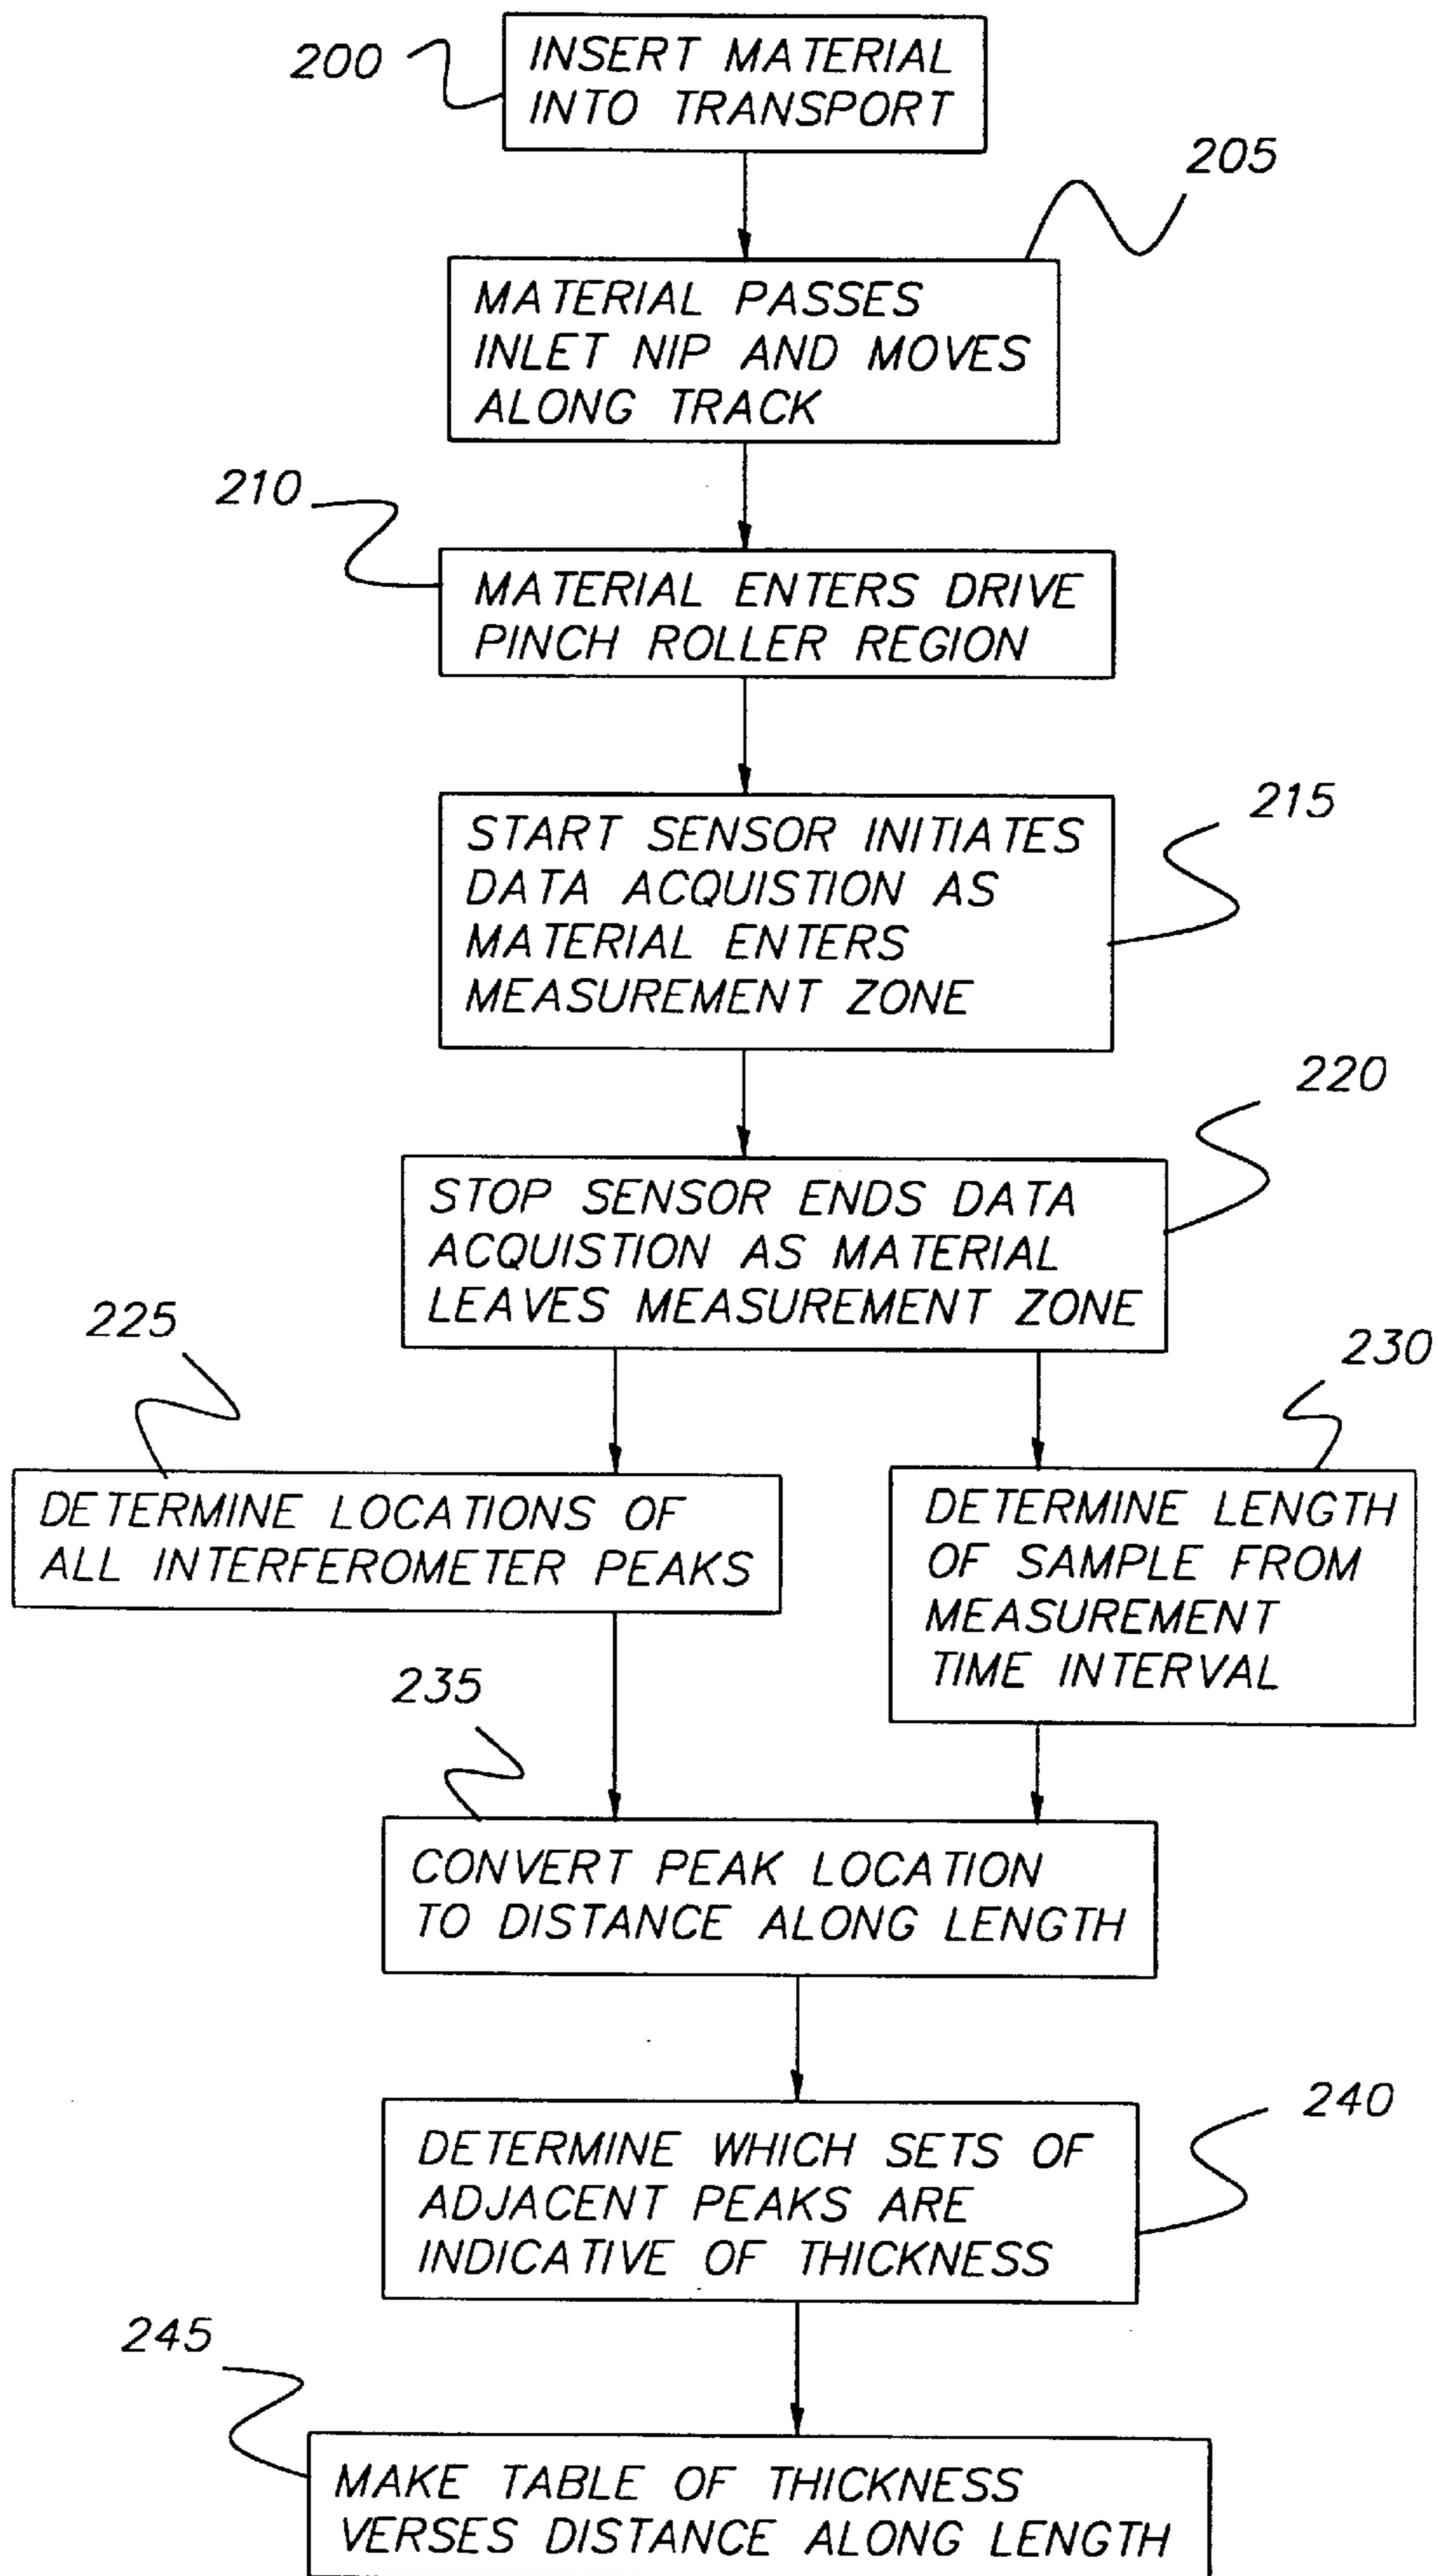 200
INSERT MATERIAL
INTO TRANSPORT
205
MATERIAL PASSES
INLET NIP AND MOVES
ALONG TRACK
210
MATERIAL ENTERS DRIVE
PINCH ROLLER REGION
215
START SENSOR INITIATES
DATA ACQUISTION AS
MATERIAL ENTERS
MEASUREMENT ZONE
220
STOP SENSOR ENDS DATA
ACQUISTION AS MATERIAL
LEAVES MEASUREMENT ZONE
225
DETERMINE LOCATIONS OF
ALL INTERFEROMETER PEAKS
230
DETERMINE LENGTH
OF SAMPLE FROM
MEASUREMENT
TIME INTERVAL
235
CONVERT PEAK LOCATION
TO DISTANCE ALONG LENGTH
240
DETERMINE WHICH SETS OF
ADJACENT PEAKS ARE
INDICATIVE OF THICKNESS
245
MAKE TABLE OF THICKNESS
VERSES DISTANCE ALONG LENGTH